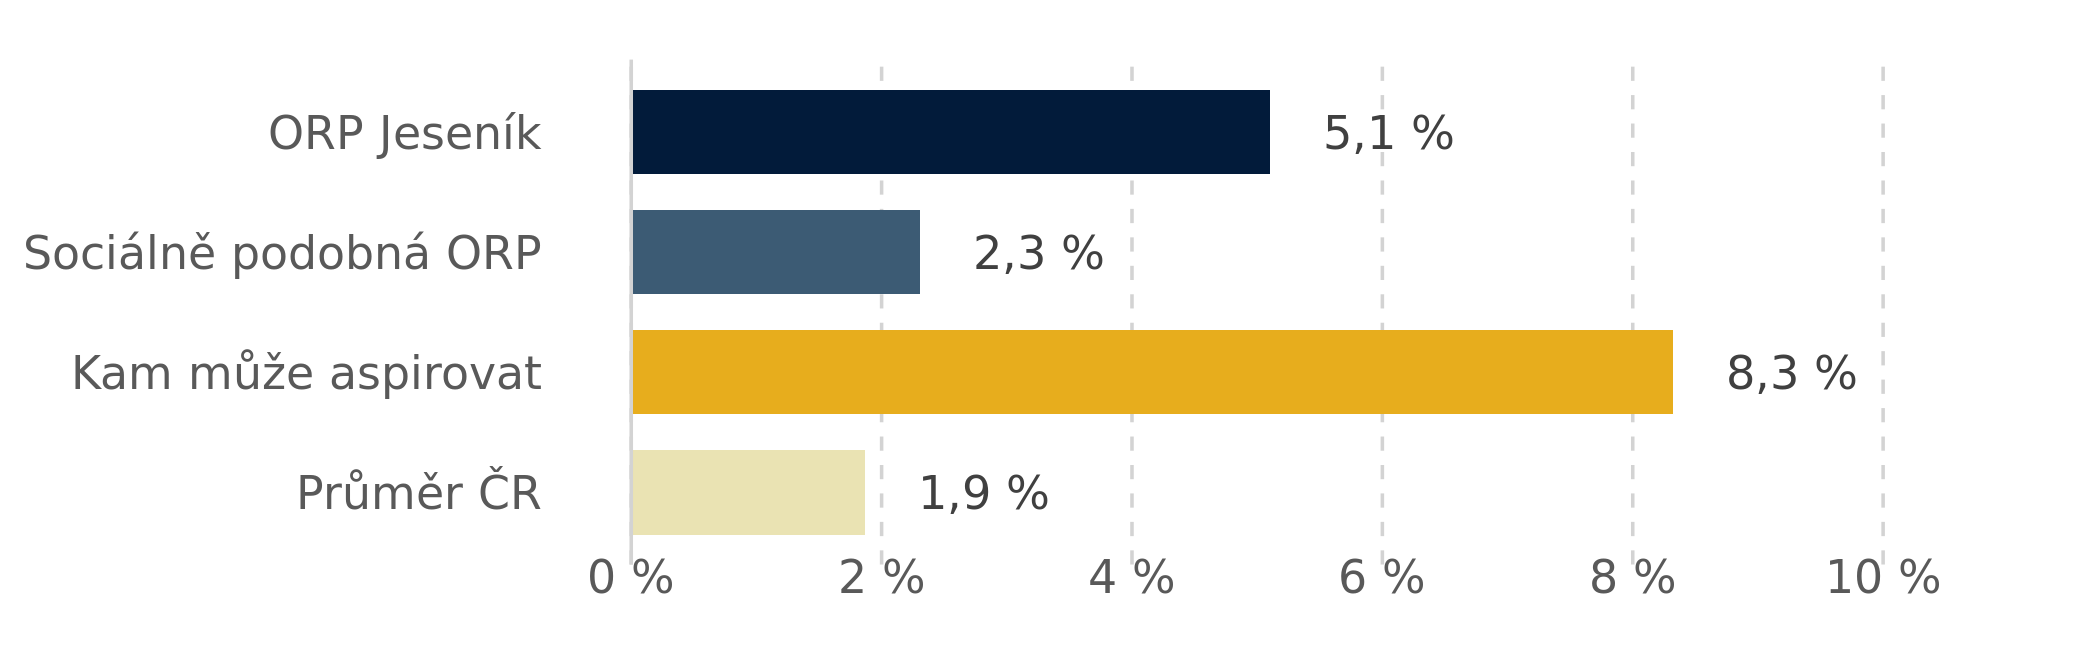 ORP Jeseník
5,1 %
Sociálně podobná ORP
2,3 %
Kam může aspirovat
8,3 %
Průměr ČR
1,9 %
0 % 2 % 4 % 6 % 8 % 10 %